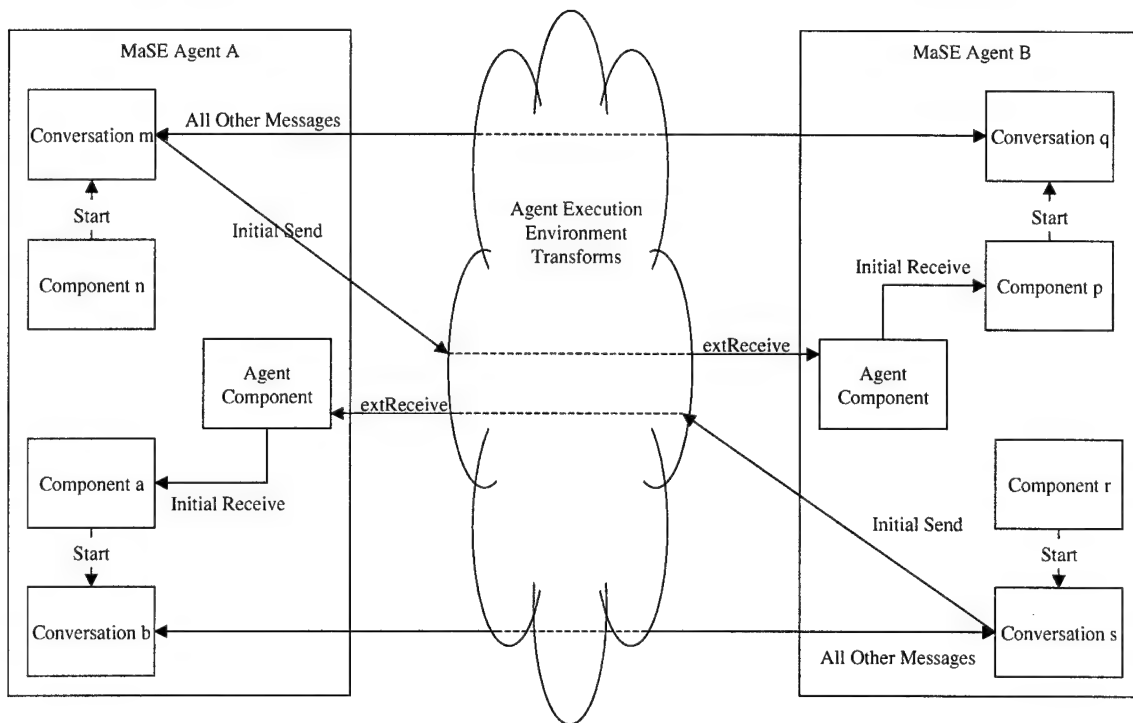 MaSE Agent A
MaSE Agent B
All Other Messages
Conversation m
Conversation q
Start
Start
Agent Execution
Environment
Transforms
Initial Send
Initial Receive
Component n
Component p
extReceive
Agent
Component
Agent
Component
extReceive
Component a
Component r
Initial Receive
Initial Send
Start
Start
Conversation b
Conversation s
All Other Messages